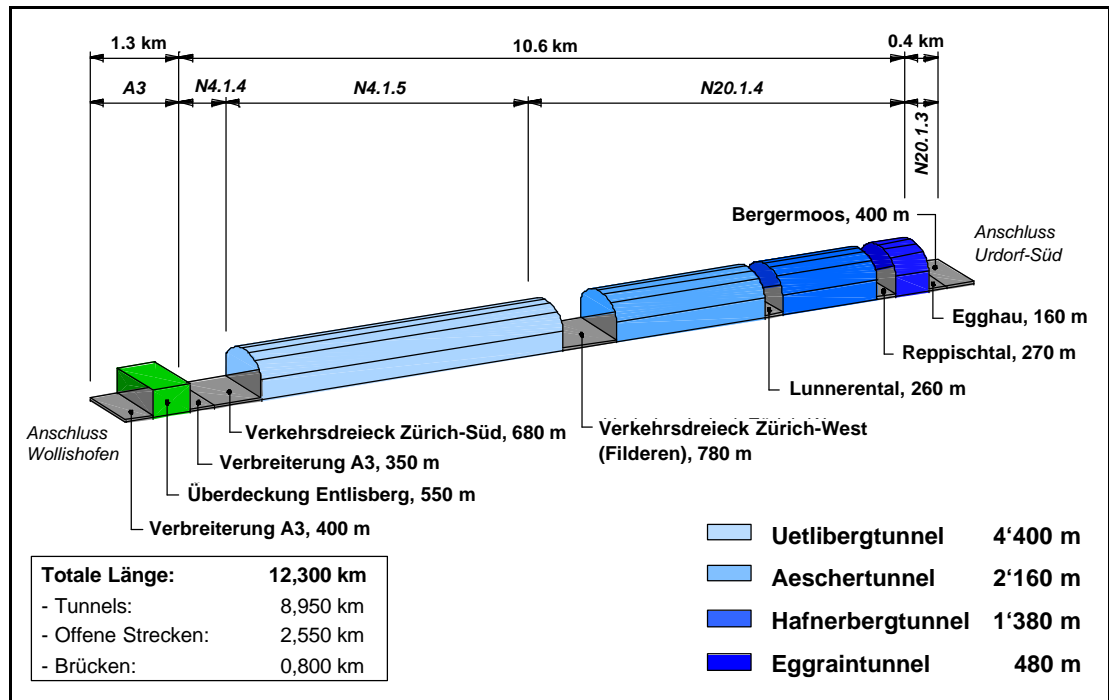 1.3 km
10.6 km
0.4 km
A3
N4.1.4
N4.1.5
N20.1.4
N20.1.3
Bergermoos, 400 m
Anschluss
Urdorf-Süd
Egghau, 160 m
Reppischtal, 270 m
Lunnerental, 260 m
Verkehrsdreieck Zürich-West
(Filderen), 780 m
Anschluss
Wollishofen
Verkehrsdreieck Zürich-Süd, 680 m
Verbreiterung A3, 350 m
Überdeckung Entlisberg, 550 m
Verbreiterung A3, 400 m
Totale Länge: 12,300 km
- Tunnels: 8,950 km
- Offene Strecken: 2,550 km
- Brücken: 0,800 km
Uetlibergtunnel 4‘400 m
Aeschertunnel 2‘160 m
Hafnerbergtunnel 1‘380 m
Eggraintunnel 480 m